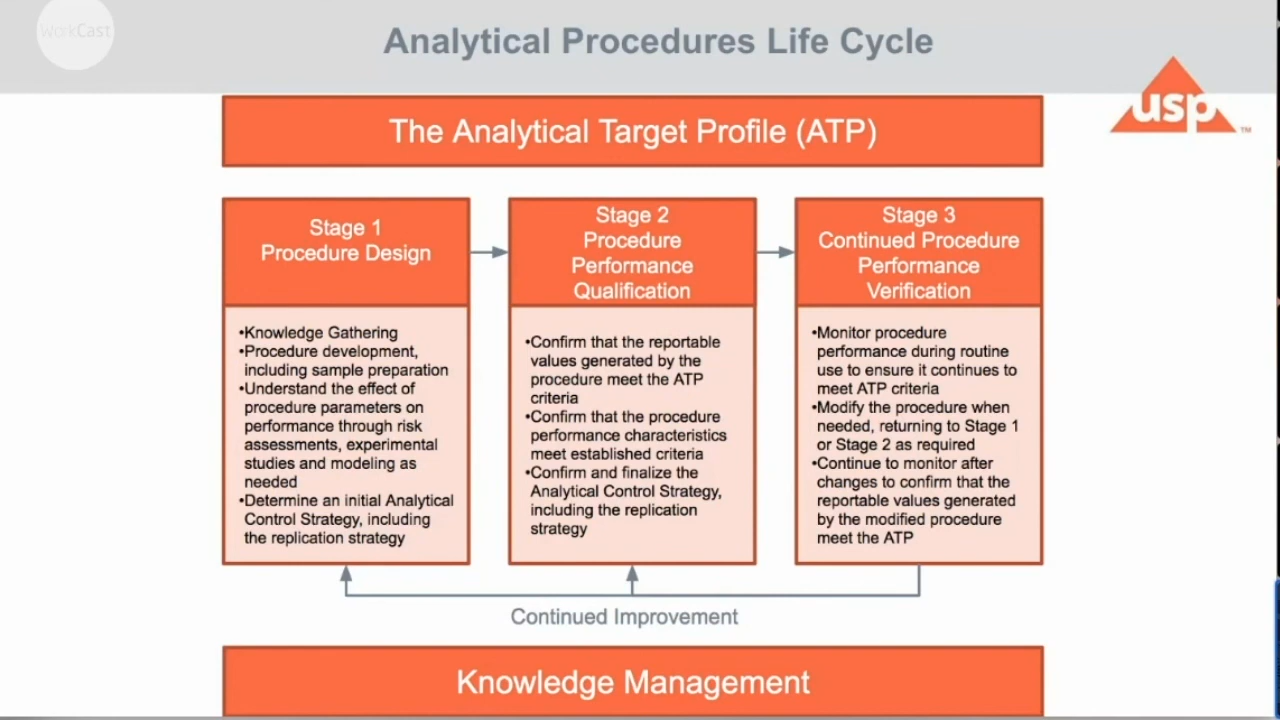 WorkCast
Analytical Procedures Life Cycle
usp
TM
The Analytical Target Profile (ATP)
Stage 1
Procedure Design
•Knowledge Gathering
•Procedure development,
including sample preparation
•Understand the effect of
procedure parameters on
performance through risk
assessments, experimental
studies and modeling as
needed
•Determine an initial Analytical
Control Strategy, including
the replication strategy
Stage 2
Procedure
Performance
Qualification
•Confirm that the reportable
values generated by the
procedure meet the ATP
criteria
•Confirm that the procedure
performance characteristics
meet established criteria
•Confirm and finalize the
Analytical Control Strategy,
including the replication
strategy
Stage 3
Continued Procedure
Performance
Verification
•Monitor procedure
performance during routine
use to ensure it continues to
meet ATP criteria
•Modify the procedure when
needed, returning to Stage 1
or Stage 2 as required
•Continue to monitor after
changes to confirm that the
reportable values generated
by the modified procedure
meet the ATP
Continued Improvement
Knowledge Management